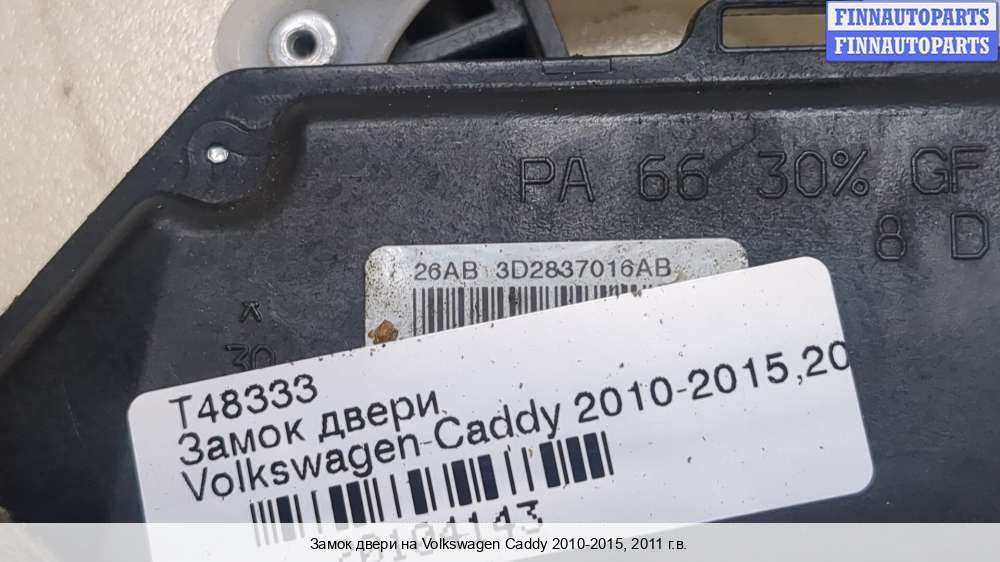 FINNAUTOPARTS
FINNAUTOPARTS
PA 66 30% GF
8 D
26AB 3D2837016AB
30
T48333
Замок двери
Volkswagen-Caddy 2010-2015,20
Замок двери на Volkswagen Caddy 2010-2015, 2011 г.в.